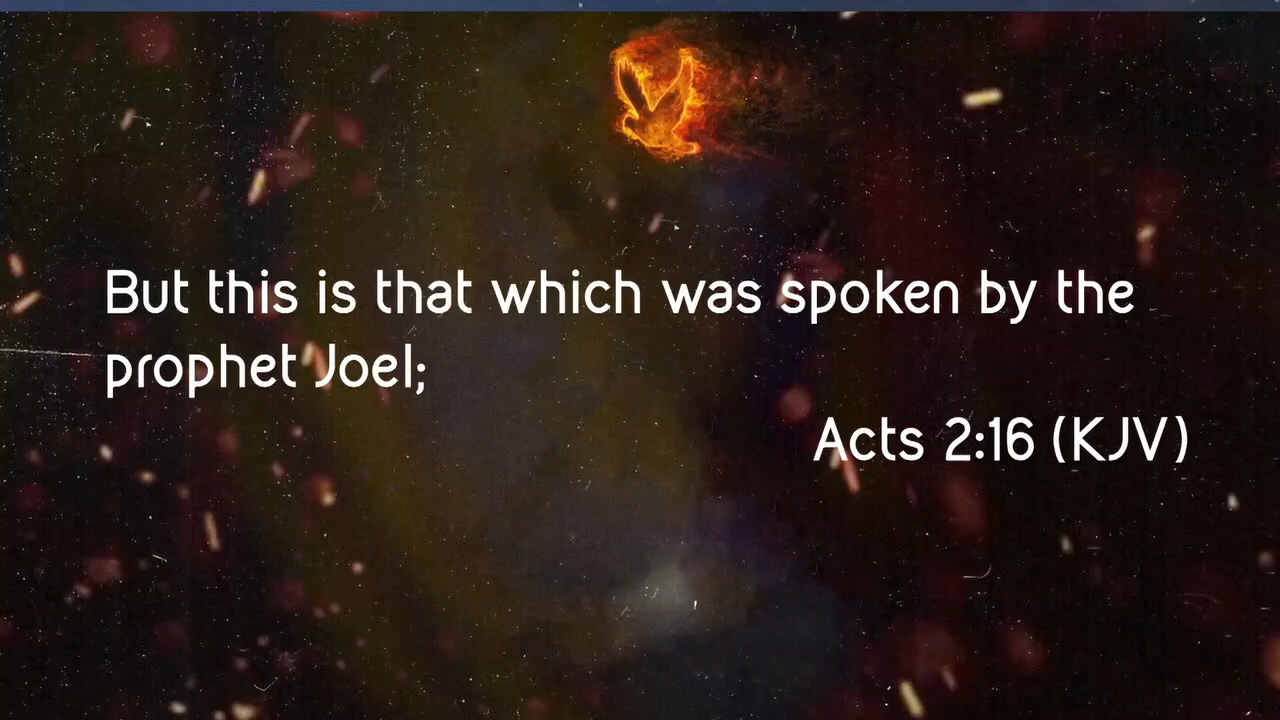 But this is that which was spoken by the
prophet Joel;
Acts 2:16 (KJV)